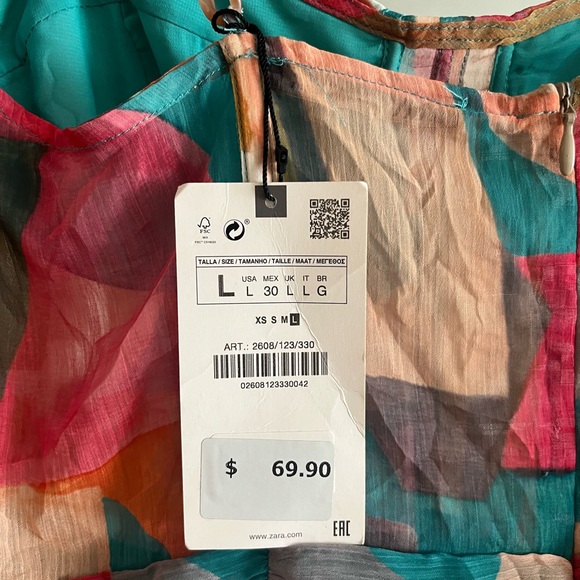 FSC
TALLA / SIZE / TAMANHO / TAILLE / MAAT / ΜΕΓΕΘΟΣ
L
USA MEX UK IT BR
L 30 L L G
XS S M L
ART.: 2608/123/330
02608123330042
$ 69.90
www.zara.com
EAC